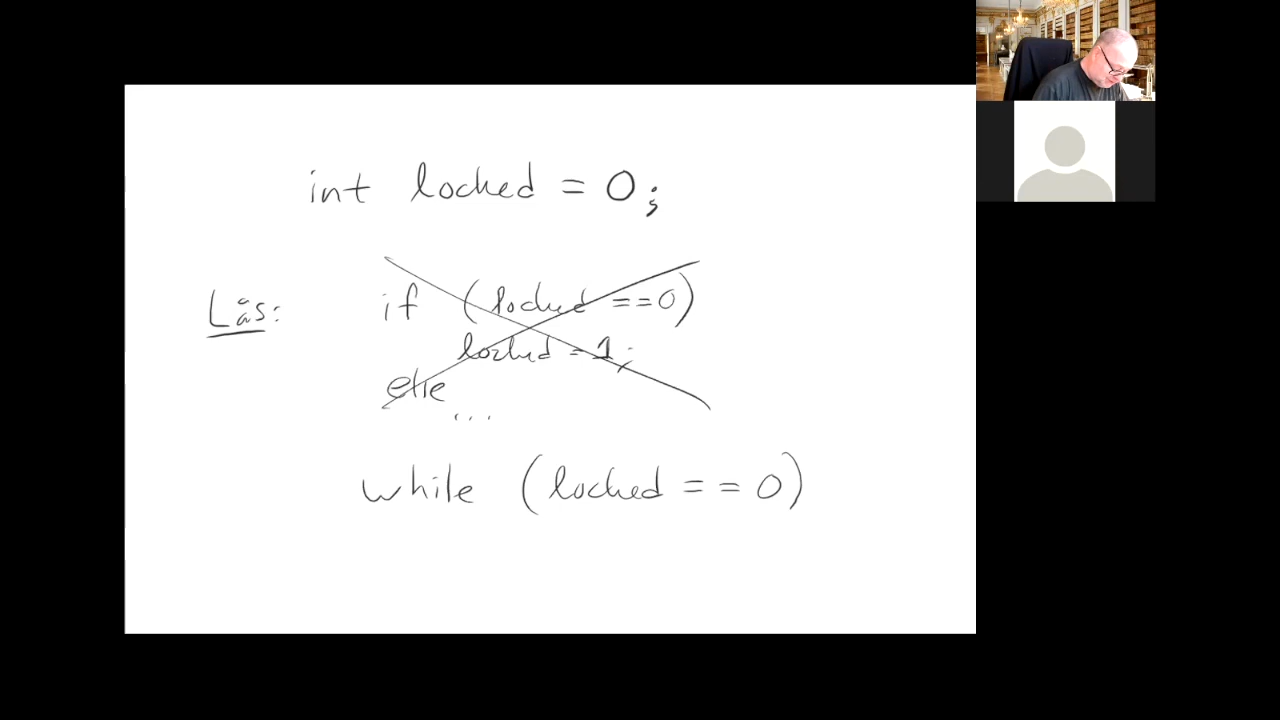 int locked = 0;
Lås: if (locked ==0)
locked = 1;
else
...
while (locked == 0)